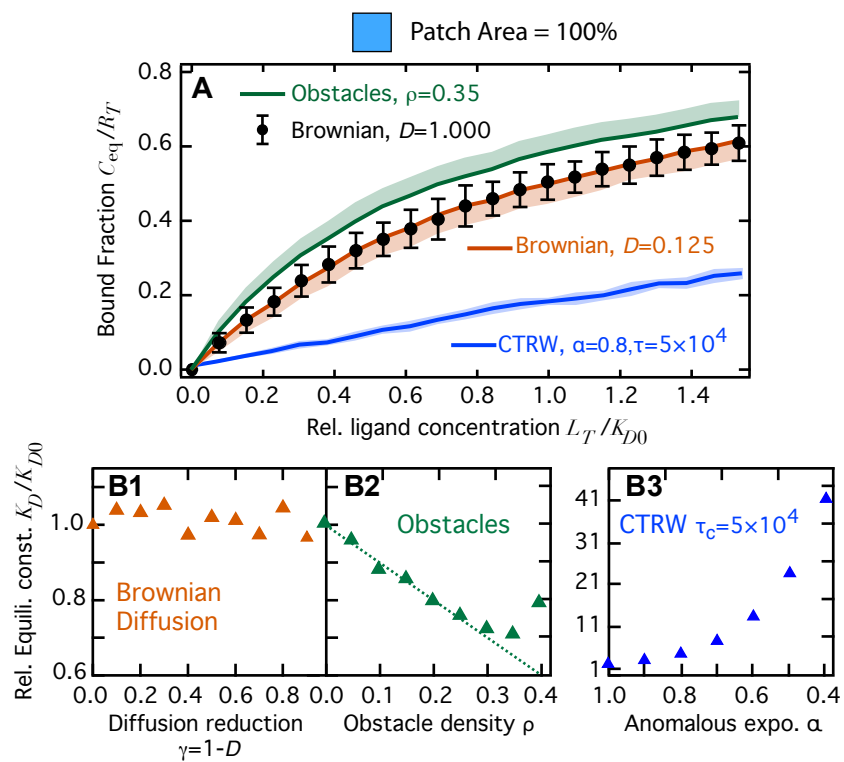 Patch Area = 100%
A
Obstacles, ρ=0.35
Brownian, D=1.000
Brownian, D=0.125
CTRW, α=0.8,τ=5×10⁴
Bound Fraction C_eq/R_T
0.8
0.6
0.4
0.2
0.0
0.0 0.2 0.4 0.6 0.8 1.0 1.2 1.4
Rel. ligand concentration L_T/K_D0
Rel. Equili. const. K_D/K_D0
B1
1.0
0.8
0.6
Brownian
Diffusion
0.0 0.2 0.4 0.6 0.8
Diffusion reduction
γ=1-D
B2
Obstacles
0.0 0.1 0.2 0.3 0.4
Obstacle density ρ
B3
CTRW τ_c=5×10⁴
41
31
21
11
1
1.0 0.8 0.6 0.4
Anomalous expo. α